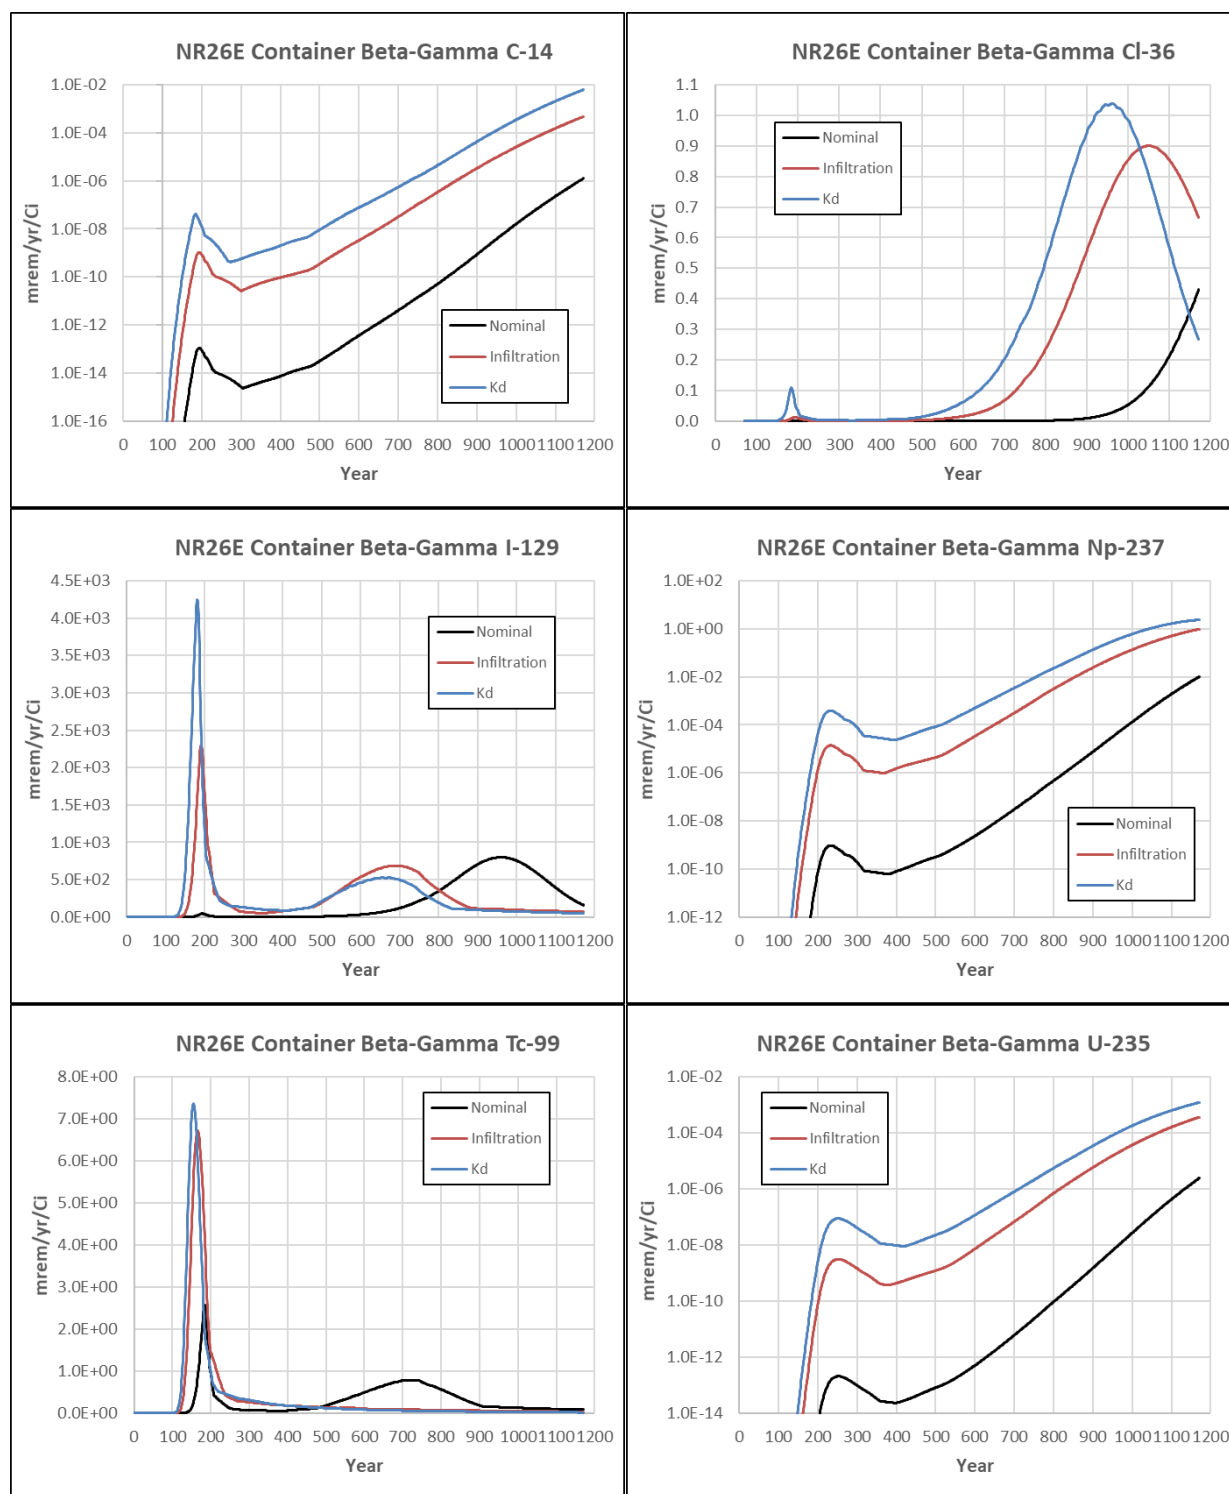 NR26E Container Beta-Gamma C-14
mrem/yr/Ci
1.0E-02
1.0E-04
1.0E-06
1.0E-08
1.0E-10
1.0E-12
1.0E-14
1.0E-16
Nominal
Infiltration
Kd
0 100 200 300 400 500 600 700 800 900 1000 1100 1200
Year
NR26E Container Beta-Gamma Cl-36
mrem/yr/Ci
1.1
1.0
0.9
0.8
0.7
0.6
0.5
0.4
0.3
0.2
0.1
0.0
Nominal
Infiltration
Kd
0 100 200 300 400 500 600 700 800 900 1000 1100 1200
Year
NR26E Container Beta-Gamma I-129
mrem/yr/Ci
4.5E+03
4.0E+03
3.5E+03
3.0E+03
2.5E+03
2.0E+03
1.5E+03
1.0E+03
5.0E+02
0.0E+00
Nominal
Infiltration
Kd
0 100 200 300 400 500 600 700 800 900 1000 1100 1200
Year
NR26E Container Beta-Gamma Np-237
mrem/yr/Ci
1.0E+02
1.0E+00
1.0E-02
1.0E-04
1.0E-06
1.0E-08
1.0E-10
1.0E-12
Nominal
Infiltration
Kd
0 100 200 300 400 500 600 700 800 900 1000 1100 1200
Year
NR26E Container Beta-Gamma Tc-99
mrem/yr/Ci
8.0E+00
7.0E+00
6.0E+00
5.0E+00
4.0E+00
3.0E+00
2.0E+00
1.0E+00
0.0E+00
Nominal
Infiltration
Kd
0 100 200 300 400 500 600 700 800 900 1000 1100 1200
Year
NR26E Container Beta-Gamma U-235
mrem/yr/Ci
1.0E-02
1.0E-04
1.0E-06
1.0E-08
1.0E-10
1.0E-12
1.0E-14
Nominal
Infiltration
Kd
0 100 200 300 400 500 600 700 800 900 1000 1100 1200
Year